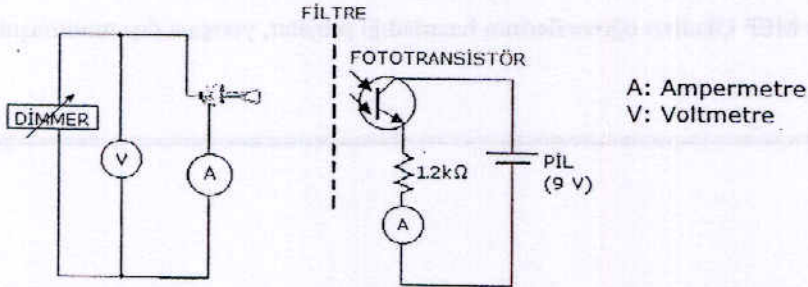 FİLTRE
FOTOTRANSİSTÖR
DİMMER
V
A
1.2kΩ
A
PİL
(9 V)
A: Ampermetre
V: Voltmetre